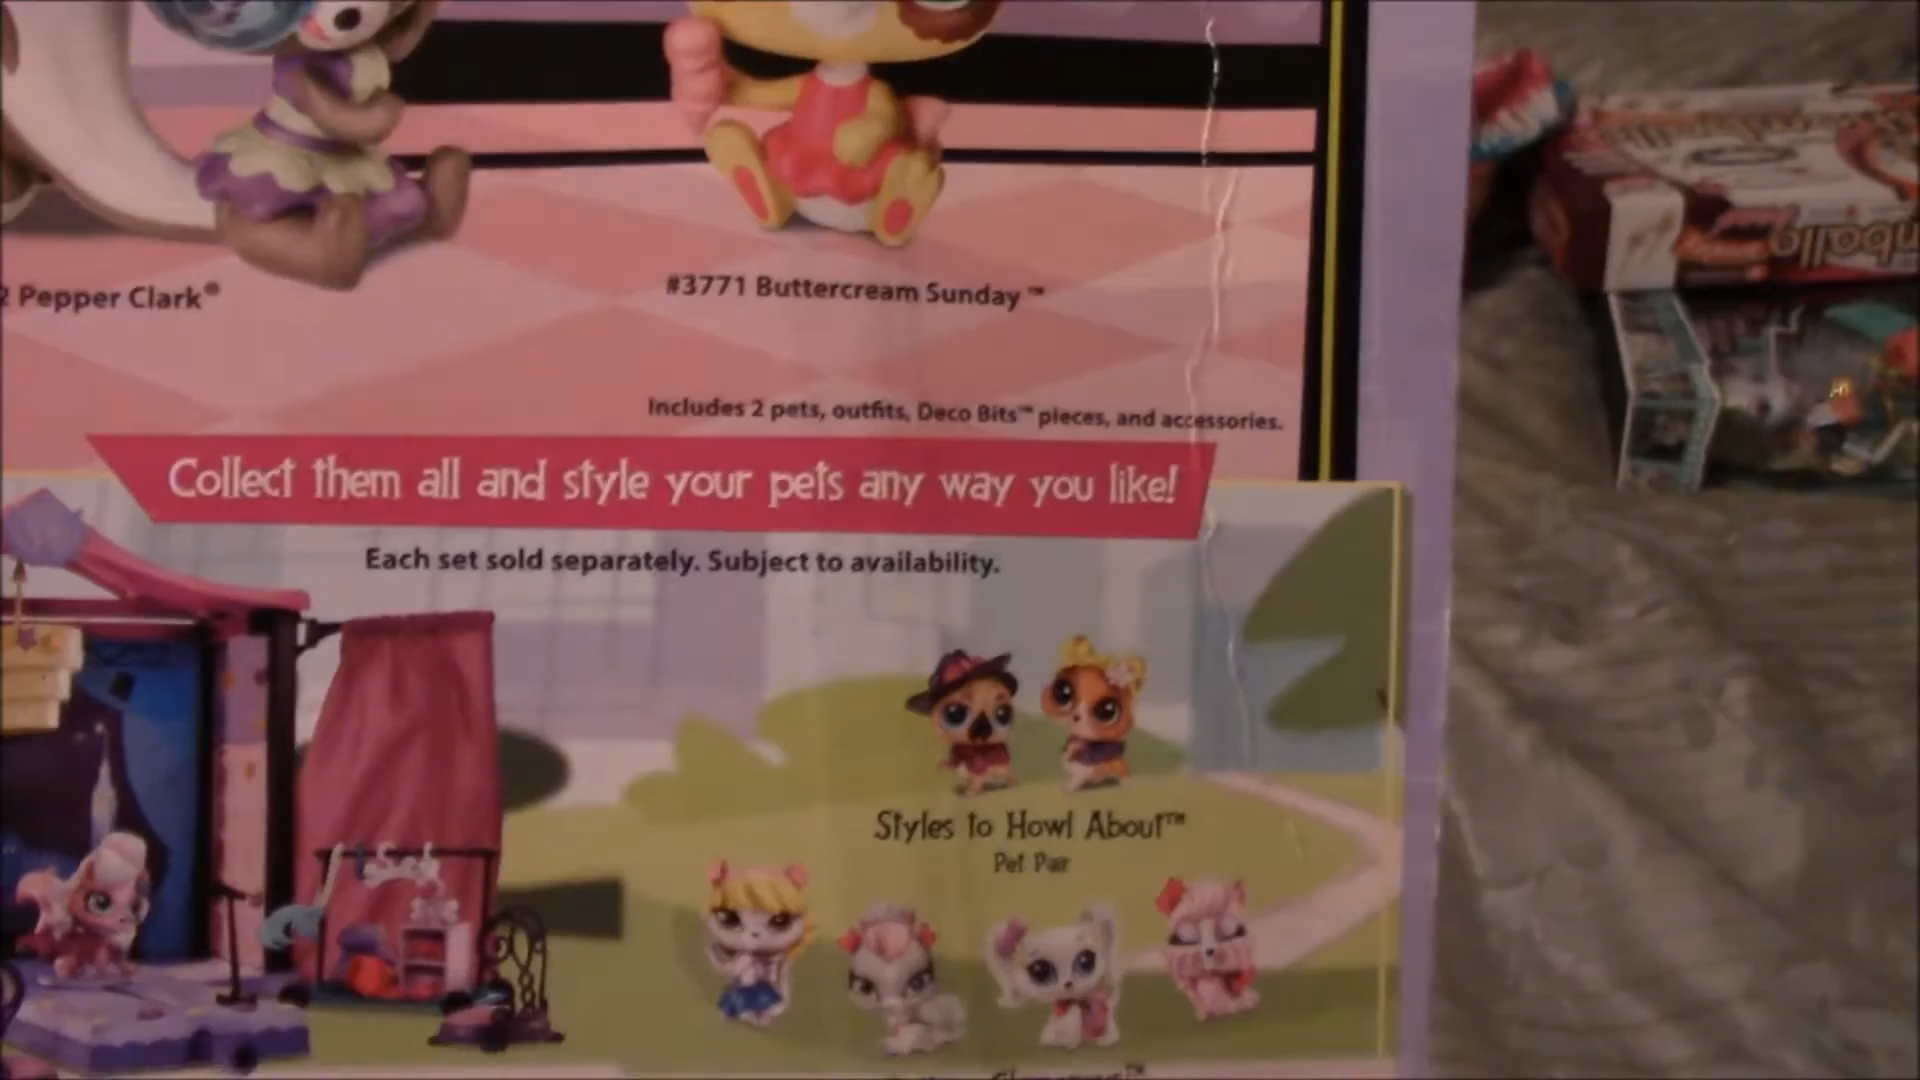 2 Pepper Clark®
#3771 Buttercream Sunday™
Includes 2 pets, outfits, Deco Bits™ pieces, and accessories.
Collect them all and style your pets any way you like!
Each set sold separately. Subject to availability.
Styles to Howl About™
Pet Pair